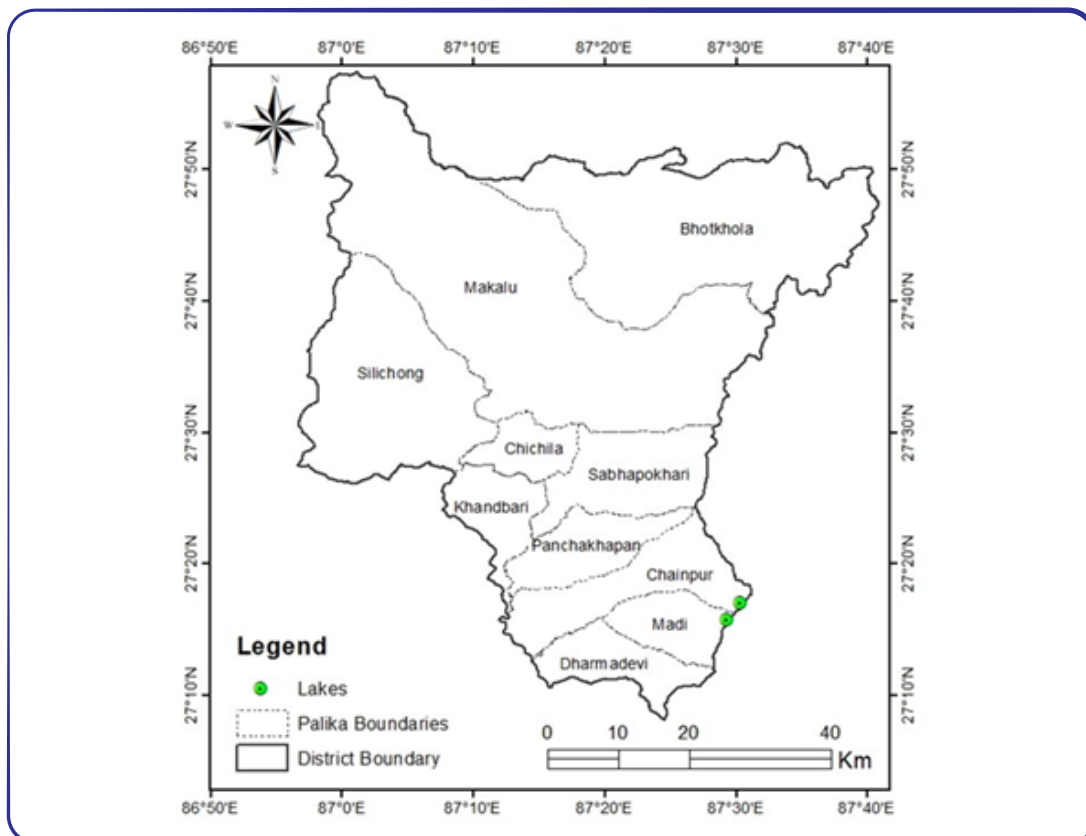 86°50'E 87°0'E 87°10'E 87°20'E 87°30'E 87°40'E
N
W E
S
27°50'N 27°50'N
Bhotkhola
Makalu
27°40'N 27°40'N
Silichong
27°30'N 27°30'N
Chichila
Sabhapokhari
Khandbari
Panchakhapan
27°20'N 27°20'N
Chainpur
Madi
Dharmadevi
27°10'N 27°10'N
Legend
Lakes
Palika Boundaries
District Boundary
0 10 20 40
Km
86°50'E 87°0'E 87°10'E 87°20'E 87°30'E 87°40'E